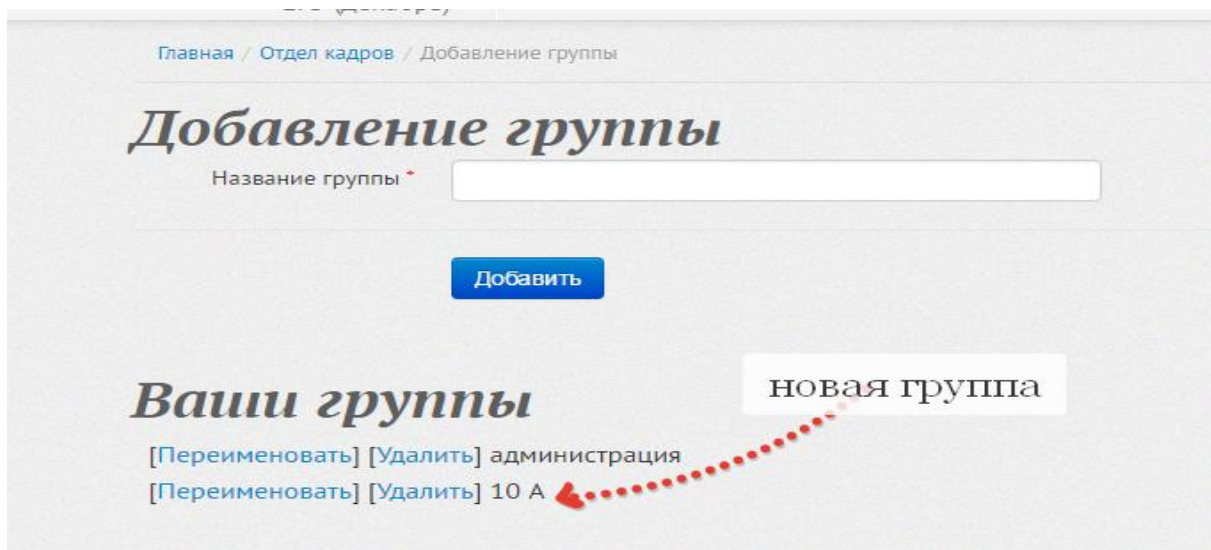 Главная / Отдел кадров / Добавление группы
Добавление группы
Название группы *
Добавить
новая группа
Ваши группы
[Переименовать] [Удалить] администрация
[Переименовать] [Удалить] 10 А